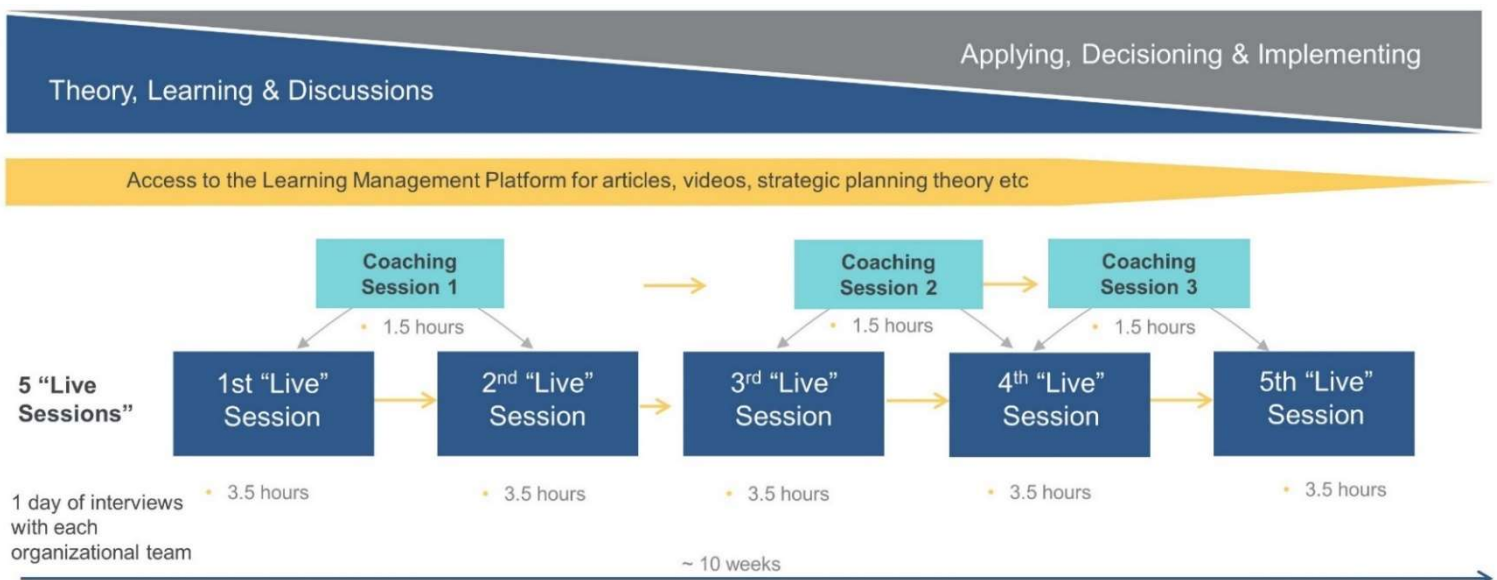 Applying, Decisioning & Implementing
Theory, Learning & Discussions
Access to the Learning Management Platform for articles, videos, strategic planning theory etc
Coaching
Session 1
Coaching
Session 2
Coaching
Session 3
• 1.5 hours
• 1.5 hours
• 1.5 hours
5 “Live
Sessions”
1st “Live”
Session
2nd “Live”
Session
3rd “Live”
Session
4th “Live”
Session
5th “Live”
Session
• 3.5 hours
• 3.5 hours
• 3.5 hours
• 3.5 hours
• 3.5 hours
1 day of interviews
with each
organizational team
~ 10 weeks